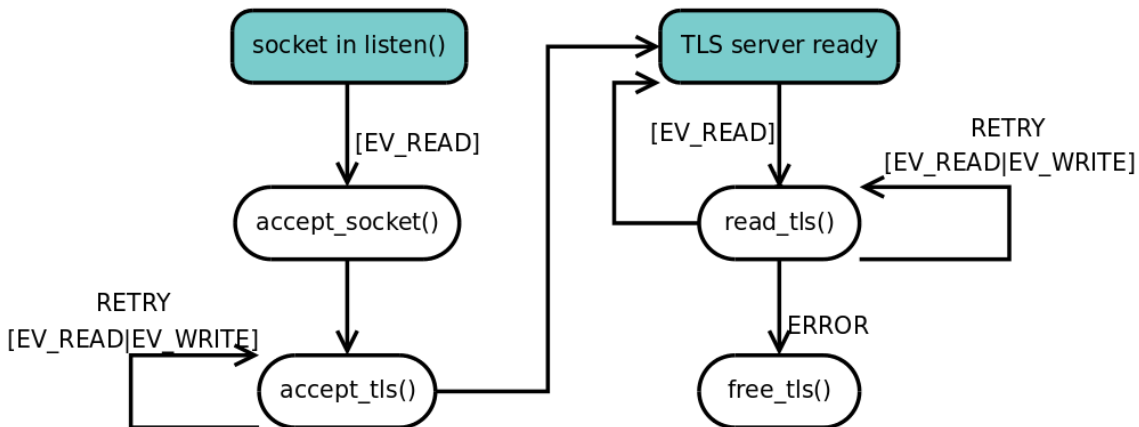 socket in listen()
TLS server ready
[EV_READ]
[EV_READ]
RETRY
[EV_READ|EV_WRITE]
accept_socket()
read_tls()
RETRY
[EV_READ|EV_WRITE]
ERROR
accept_tls()
free_tls()